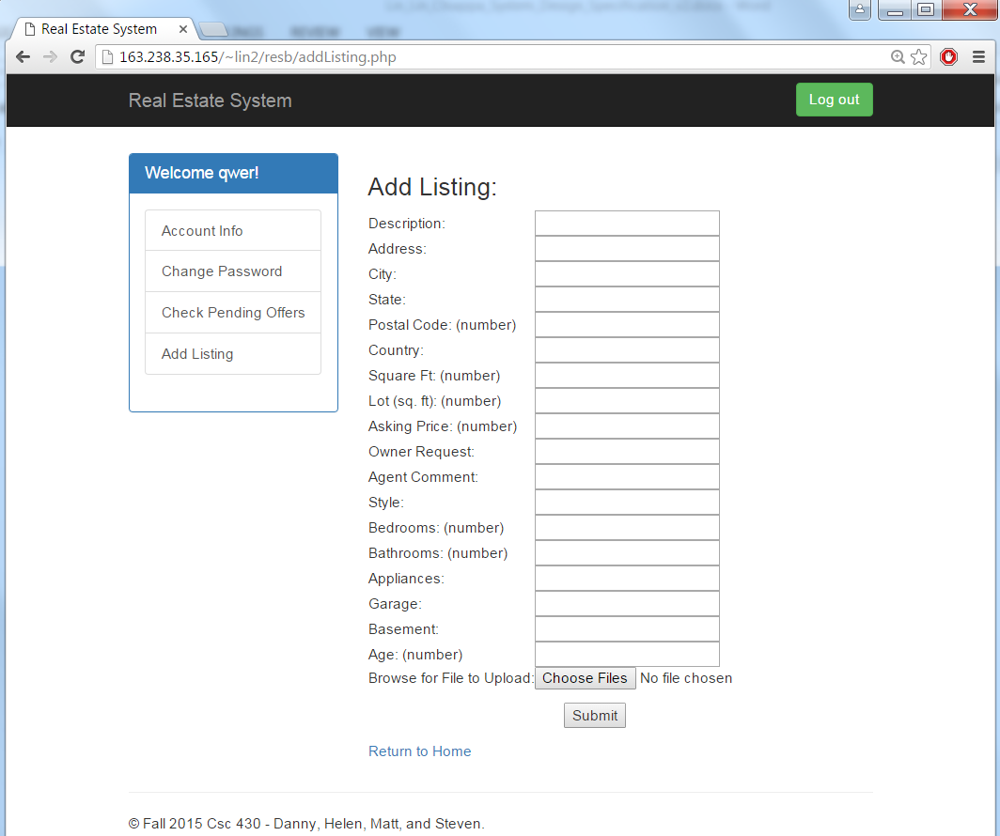 Real Estate System
REVIEW VIEW
163.238.35.165/~lin2/resb/addListing.php
Real Estate System
Log out
Welcome qwer!
Account Info
Change Password
Check Pending Offers
Add Listing
Add Listing:
Description:
Address:
City:
State:
Postal Code: (number)
Country:
Square Ft: (number)
Lot (sq. ft): (number)
Asking Price: (number)
Owner Request:
Agent Comment:
Style:
Bedrooms: (number)
Bathrooms: (number)
Appliances:
Garage:
Basement:
Age: (number)
Browse for File to Upload: Choose Files No file chosen
Submit
Return to Home
© Fall 2015 Csc 430 - Danny, Helen, Matt, and Steven.